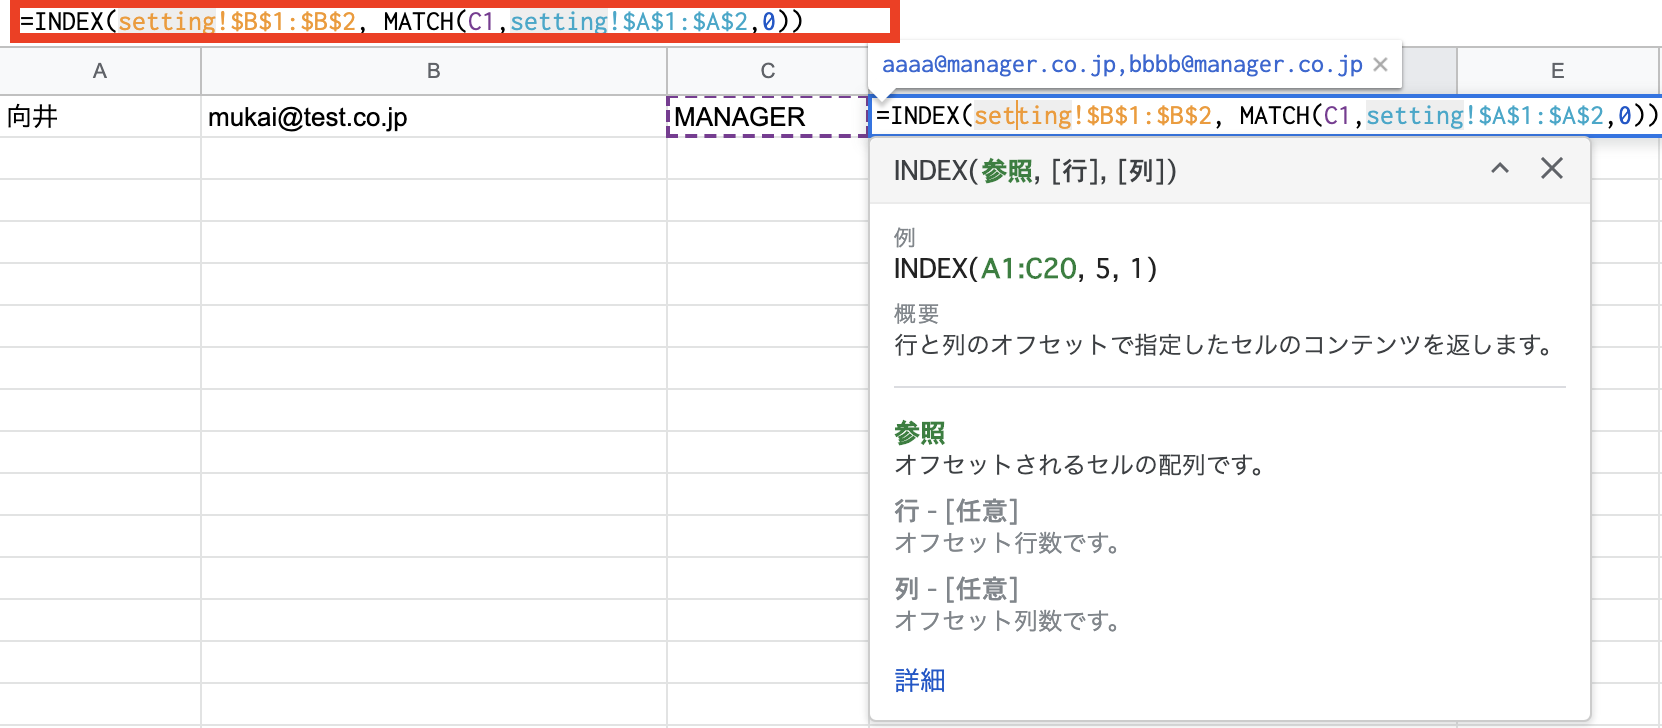 =INDEX(setting!$B$1:$B$2, MATCH(C1,setting!$A$1:$A$2,0))
aaaa@manager.co.jp,bbbb@manager.co.jp ×
A B C E
向井 mukai@test.co.jp MANAGER =INDEX(setting!$B$1:$B$2, MATCH(C1,setting!$A$1:$A$2,0))
INDEX(参照, [行], [列])
例
INDEX(A1:C20, 5, 1)
概要
行と列のオフセットで指定したセルのコンテンツを返します。
参照
オフセットされるセルの配列です。
行 - [任意]
オフセット行数です。
列 - [任意]
オフセット列数です。
詳細